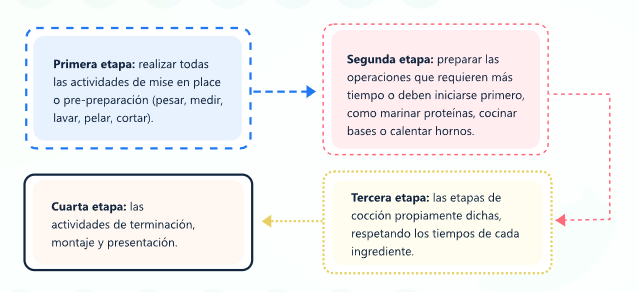 Primera etapa: realizar todas
las actividades de mise en place
o pre-preparación (pesar, medir,
lavar, pelar, cortar).
Segunda etapa: preparar las
operaciones que requieren más
tiempo o deben iniciarse primero,
como marinar proteínas, cocinar
bases o calentar hornos.
Tercera etapa: las etapas de
cocción propiamente dichas,
respetando los tiempos de cada
ingrediente.
Cuarta etapa: las
actividades de terminación,
montaje y presentación.